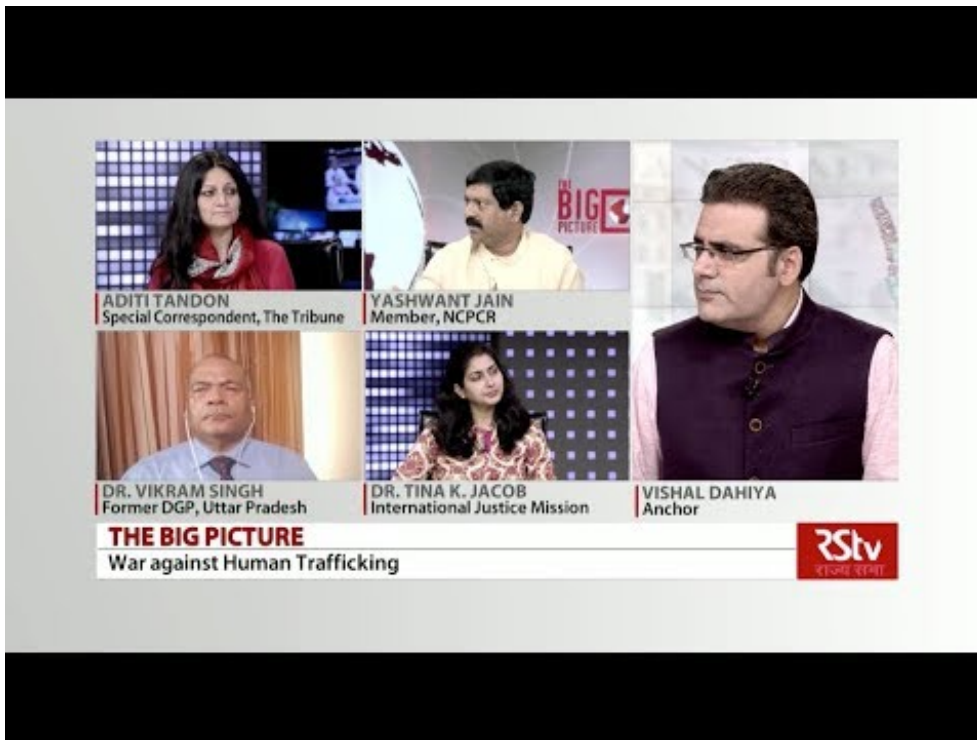 THE
BIG
PICTURE
ADITI TANDON
Special Correspondent, The Tribune
YASHWANT JAIN
Member, NCPCR
DR. VIKRAM SINGH
Former DGP, Uttar Pradesh
DR. TINA K. JACOB
International Justice Mission
VISHAL DAHIYA
Anchor
THE BIG PICTURE
War against Human Trafficking
RStv
राज्य सभा